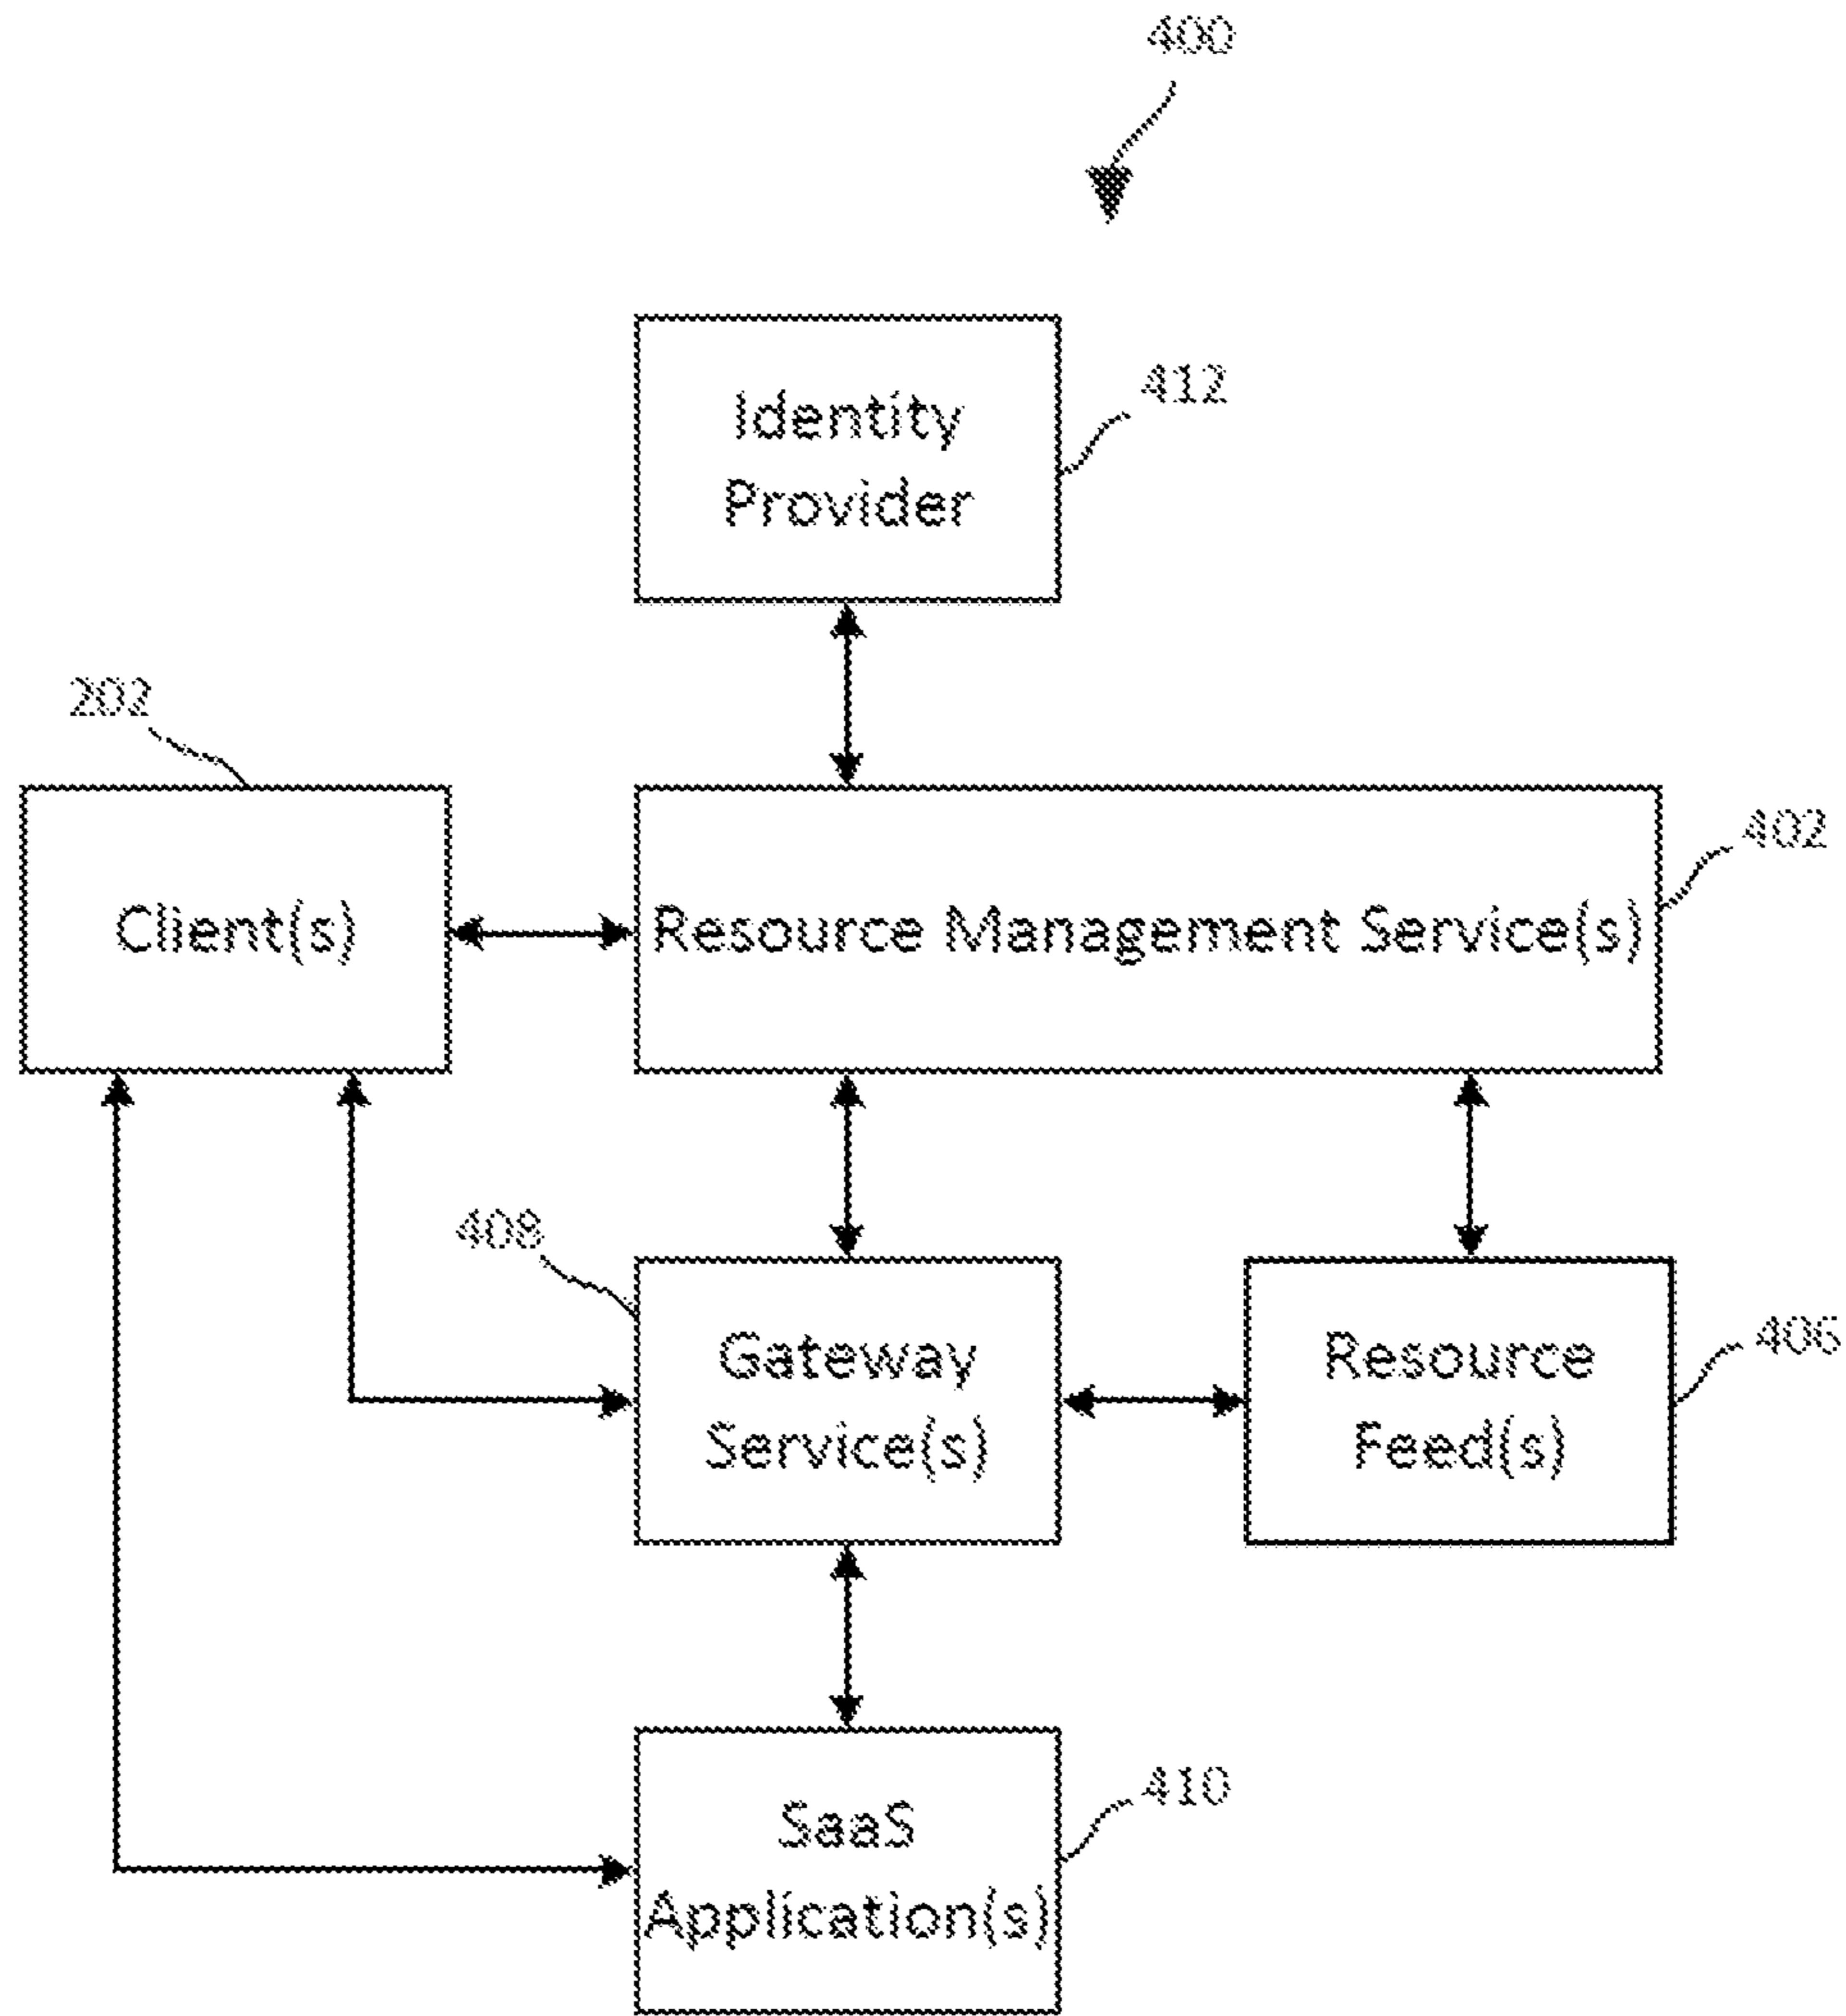 400
Identity
Provider
412
202
Client(s)
Resource Management Service(s)
402
408
Gateway
Service(s)
Resource
Feed(s)
406
SaaS
Application(s)
410